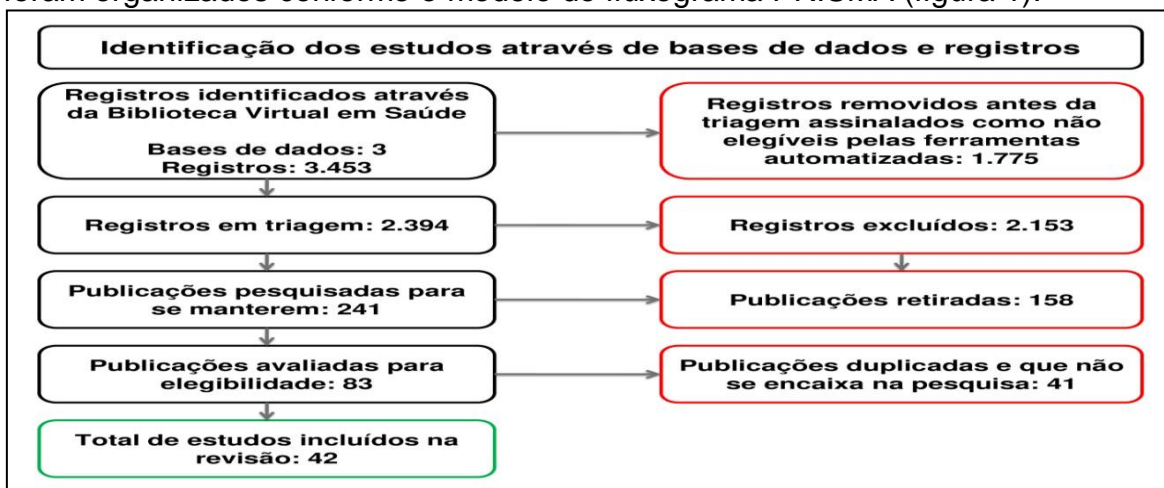 foram organizados conforme o modelo do fluxograma PRISMA (figura 1).
Identificação dos estudos através de bases de dados e registros
Registros identificados através
da Biblioteca Virtual em Saúde
Bases de dados: 3
Registros: 3.453
Registros removidos antes da
triagem assinalados como não
elegíveis pelas ferramentas
automatizadas: 1.775
Registros em triagem: 2.394
Registros excluídos: 2.153
Publicações pesquisadas para
se manterem: 241
Publicações retiradas: 158
Publicações avaliadas para
elegibilidade: 83
Publicações duplicadas e que não
se encaixa na pesquisa: 41
Total de estudos incluídos na
revisão: 42